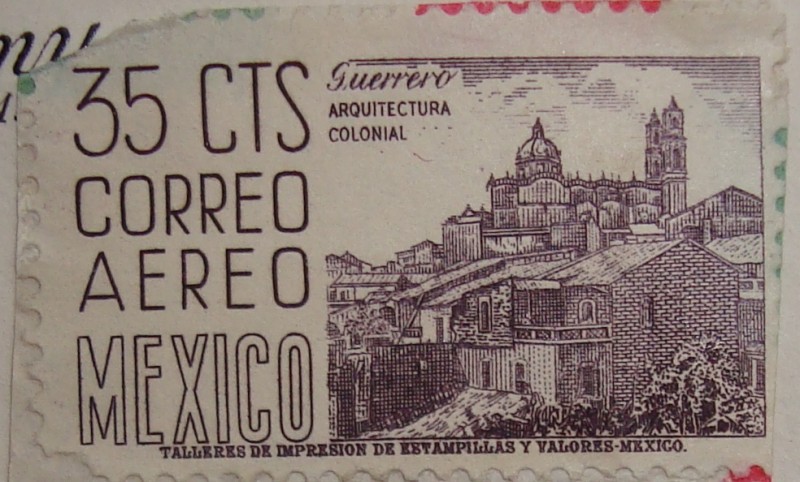 35 CTS
CORREO
AEREO
MEXICO
Guerrero
ARQUITECTURA
COLONIAL
TALLERES DE IMPRESION DE ESTAMPILLAS Y VALORES-MEXICO.